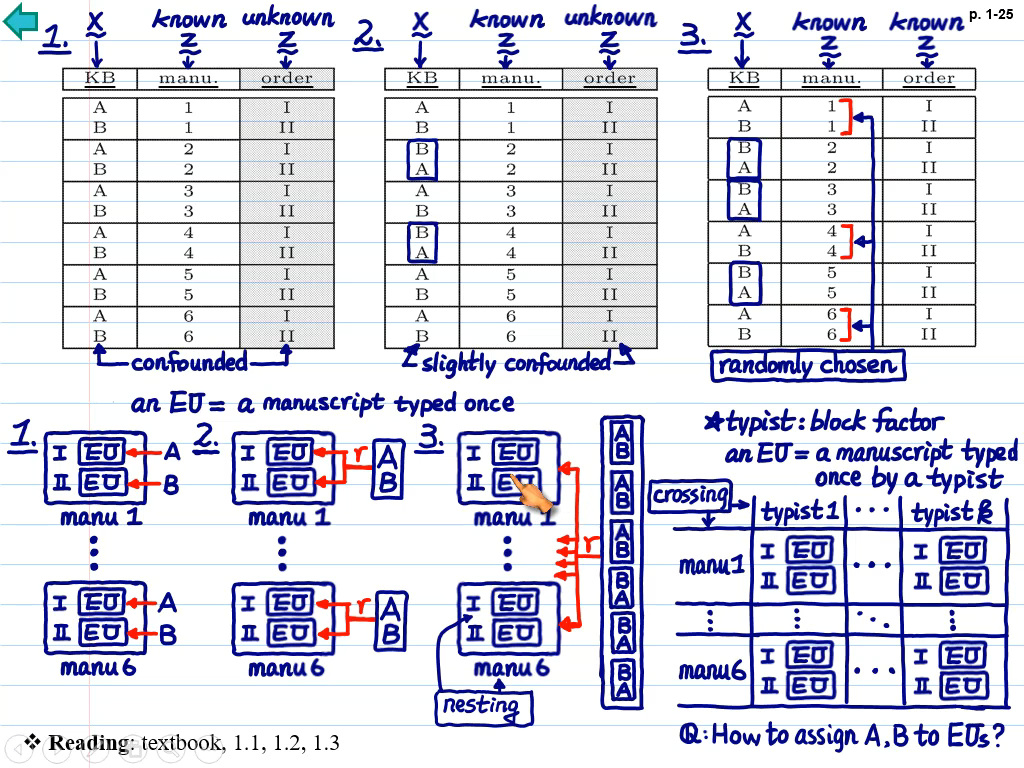 p. 1-25
1. X known Z unknown Z
KB manu. order
A 1 I
B 1 II
A 2 I
B 2 II
A 3 I
B 3 II
A 4 I
B 4 II
A 5 I
B 5 II
A 6 I
B 6 II
confounded
2. X known Z unknown Z
KB manu. order
A 1 I
B 1 II
B 2 I
A 2 II
A 3 I
B 3 II
B 4 I
A 4 II
A 5 I
B 5 II
A 6 I
B 6 II
slightly confounded
3. X known Z known Z
KB manu. order
A 1 I
B 1 II
B 2 I
A 2 II
B 3 I
A 3 II
A 4 I
B 4 II
B 5 I
A 5 II
A 6 I
B 6 II
randomly chosen
an EU = a manuscript typed once
1.
I EU A
II EU B
manu 1
I EU A
II EU B
manu 6
2.
I EU r A
II EU B
manu 1
I EU r A
II EU B
manu 6
3.
I EU
II EU
manu 1
r
I EU
II EU
manu 6
nesting
A
B
A
B
A
B
B
A
B
A
B
A
*typist: block factor
an EU = a manuscript typed
once by a typist
crossing
typist 1 ... typist k
manu 1
I EU ... I EU
II EU II EU
manu 6
I EU ... I EU
II EU II EU
Q: How to assign A, B to EUs?
❖ Reading: textbook, 1.1, 1.2, 1.3